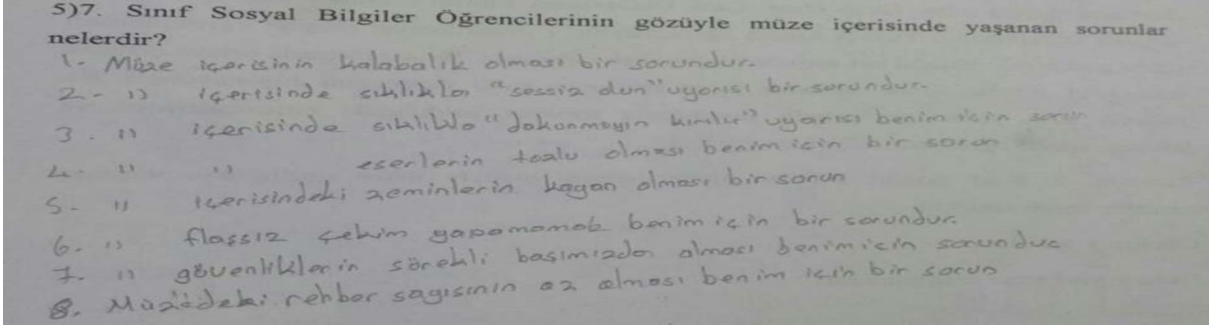 5)7. Sınıf Sosyal Bilgiler Öğrencilerinin gözüyle müze içerisinde yaşanan sorunlar
nelerdir?
1- Müze içerisinin kalabalık olması bir sorundur.
2- " içerisinde sıklıkla "sessiz olun" uyarısı bir sorundur.
3. " içerisinde sıklıkla "dokunmayın kırılır" uyarısı benim için sorun
4. " " eserlerin tozlu olması benim için bir sorun
5- " içerisindeki zeminlerin kaygan olması bir sorun
6. " flaşsız çekim yapamamak benim için bir sorundur.
7. " güvenliklerin sürekli başımızda olması benim için sorundur
8. Müzedeki rehber sayısının az olması benim için bir sorun